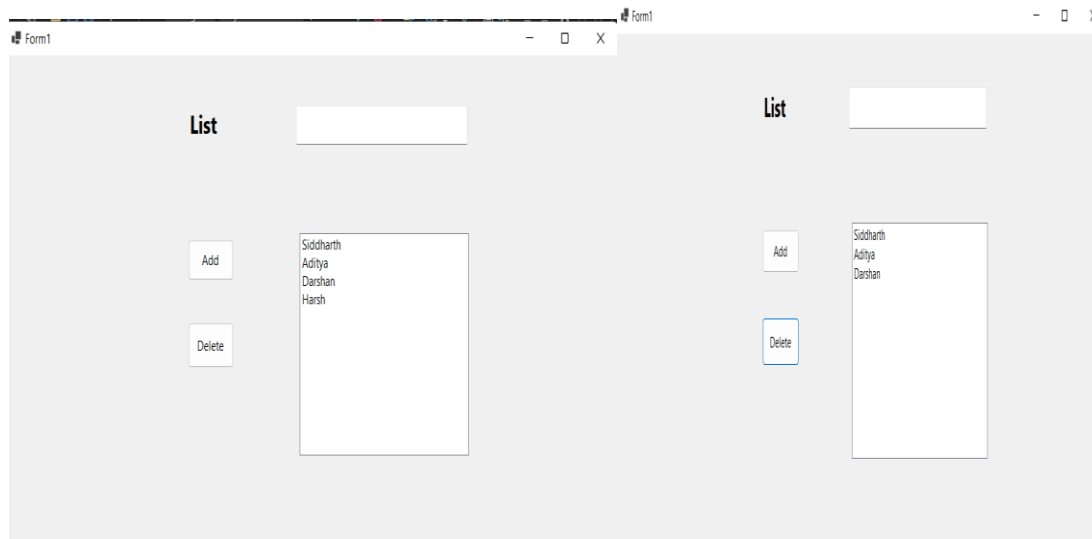 Form1
List
Add
Delete
Siddharth
Aditya
Darshan
Harsh
Form1
List
Add
Delete
Siddharth
Aditya
Darshan